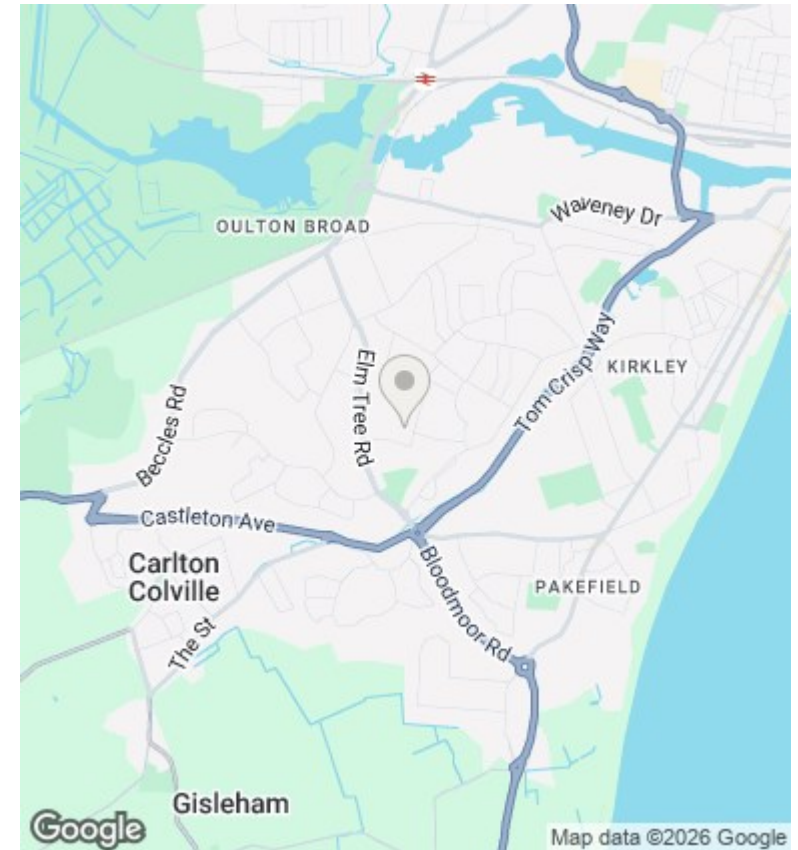 OULTON BROAD
Waveney Dr
Elm Tree Rd
Tom Crisp Way
KIRKLEY
Beccles Rd
Castleton Ave
Carlton
Colville
Bloodmoor Rd
PAKEFIELD
The St
Gisleham
Google
Map data ©2026 Google